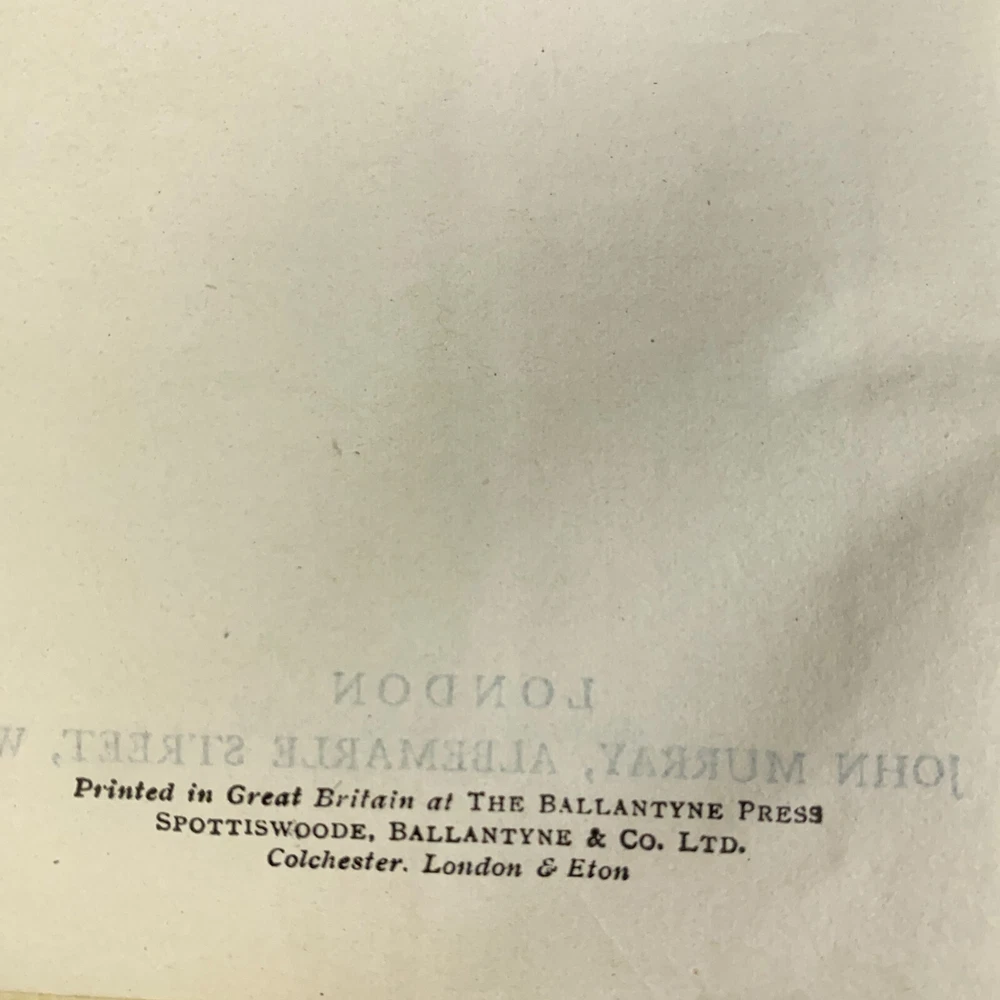 LONDON
JOHN MURRAY, ALBEMARLE STREET, W
Printed in Great Britain at THE BALLANTYNE PRESS
SPOTTISWOODE, BALLANTYNE & CO. LTD.
Colchester. London & Eton